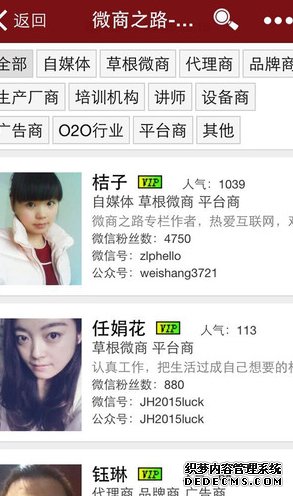 返回 微商之路-...
全部 自媒体 草根微商 代理商 品牌商
生产厂商 培训机构 讲师 设备商
广告商 O2O行业 平台商 其他
桔子 VIP 人气：1039
自媒体 草根微商 平台商
微商之路专栏作者，热爱互联网，
微信粉丝数：4750
微信号：zlphello
公众号：weishang3721
任娟花 VIP 人气：113
草根微商 平台商
认真工作，把生活过成自己想要的
微信粉丝数：880
微信号：JH2015luck
公众号：JH2015luck
钰琳 VIP
代理商 品牌商 广告商
织梦内容管理系统
DEDECMS.COM